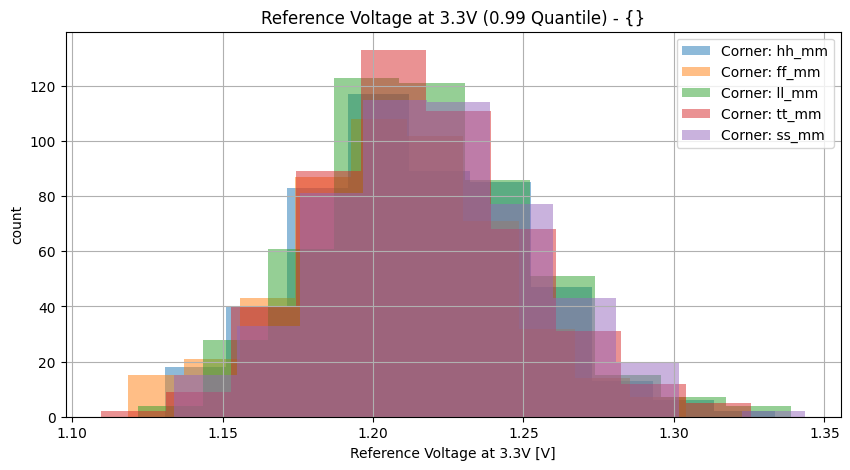 Reference Voltage at 3.3V (0.99 Quantile) - {}
Corner: hh_mm
Corner: ff_mm
Corner: ll_mm
Corner: tt_mm
Corner: ss_mm
count
120
100
80
60
40
20
0
1.10
1.15
1.20
1.25
1.30
1.35
Reference Voltage at 3.3V [V]